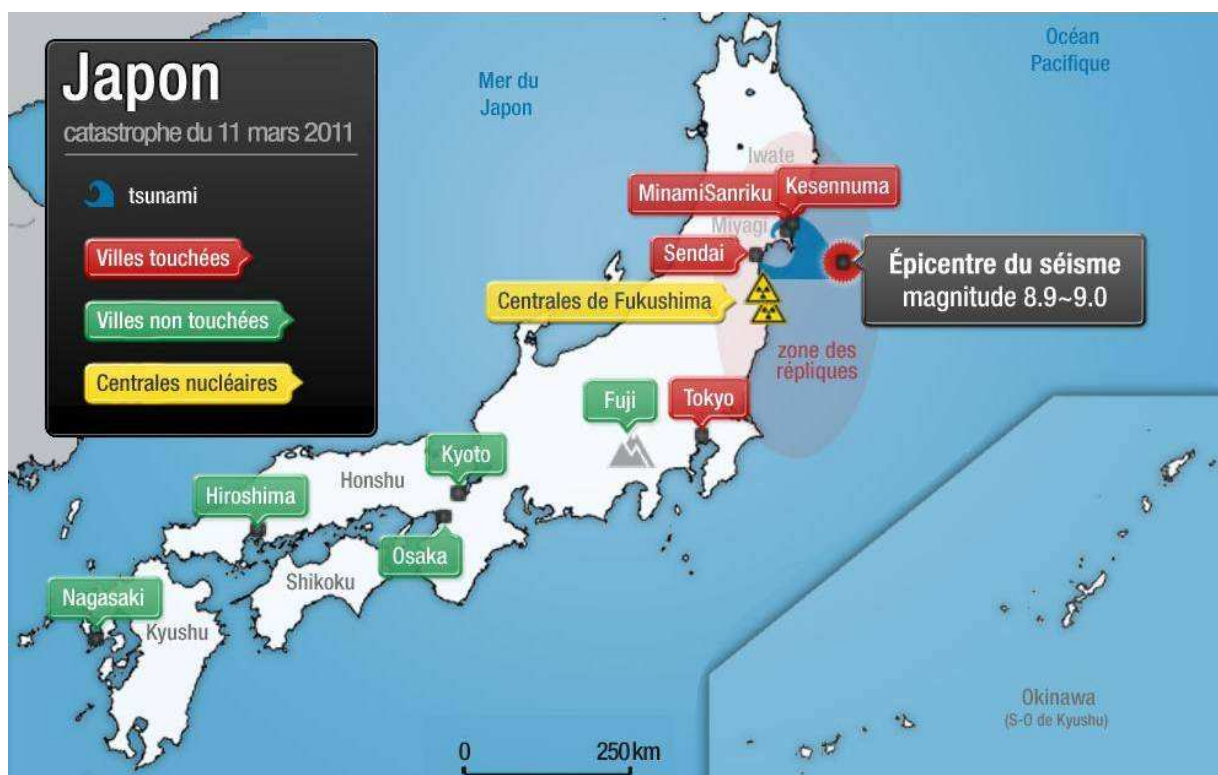 Japon
catastrophe du 11 mars 2011
tsunami
Villes touchées
Villes non touchées
Centrales nucléaires
Mer du
Japon
Océan
Pacifique
Iwate
MinamiSanriku
Kesennuma
Miyagi
Sendai
Épicentre du séisme
magnitude 8.9~9.0
Centrales de Fukushima
zone des
répliques
Fuji
Tokyo
Kyoto
Honshu
Hiroshima
Osaka
Shikoku
Nagasaki
Kyushu
Okinawa
(S-O de Kyushu)
0
250km